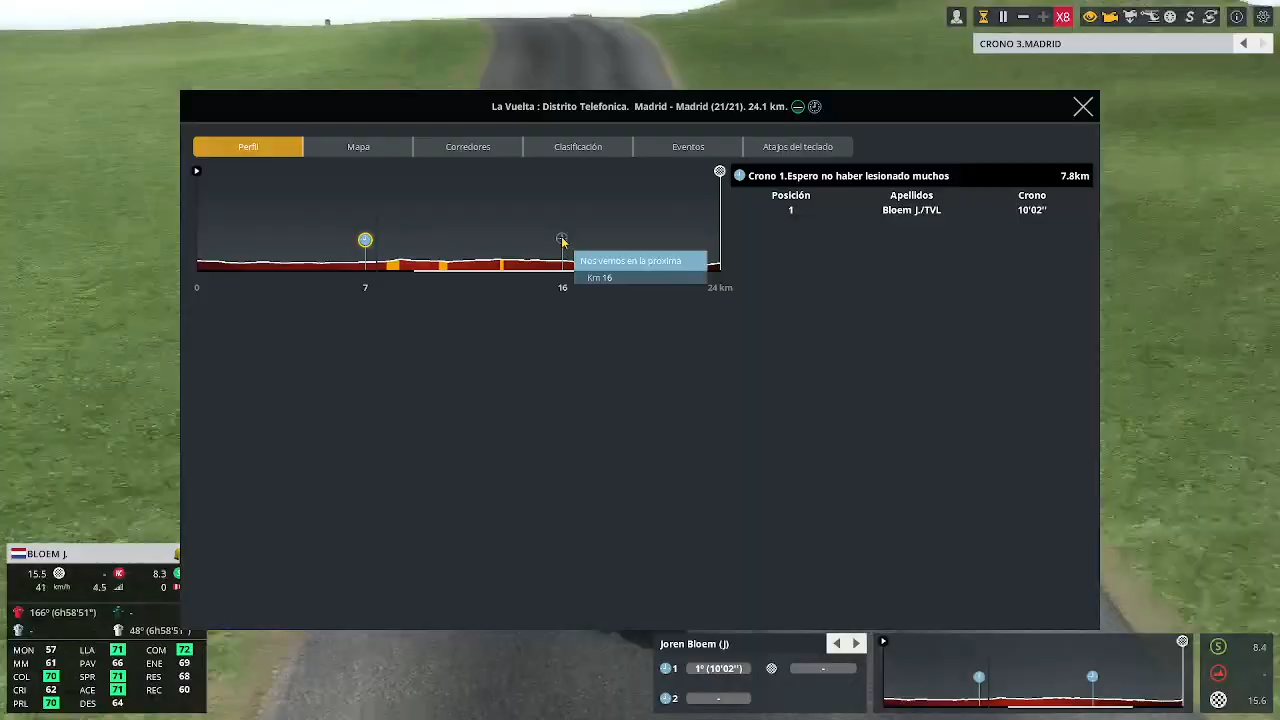 X8
CRONO 3.MADRID
La Vuelta : Distrito Telefonica. Madrid - Madrid (21/21). 24.1 km.
Perfil
Mapa
Corredores
Clasificación
Eventos
Atajos del teclado
Crono 1.Espero no haber lesionado muchos 7.8km
Posición Apellidos Crono
1 Bloem J./TVL 10'02''
Nos vemos en la proxima
Km 16
0 7 16 24 km
BLOEM J.
15.5 - NC 8.3
41 km/h 4.5 0
166º (6h58'51'') -
- 48º (6h58'51''
MON 57 LLA 71 COM 72
MM 61 PAV 66 ENE 69
COL 70 SPR 71 RES 68
CRI 62 ACE 71 REC 60
PRL 70 DES 64
Joren Bloem (J)
1 1º (10'02'') -
2 -
S 8.4
-
15.6